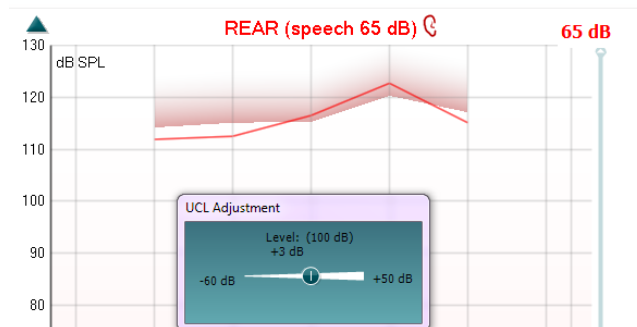 REAR (speech 65 dB)
65 dB
130
dB SPL
120
110
100
UCL Adjustment
Level: (100 dB)
+3 dB
-60 dB
+50 dB
90
80